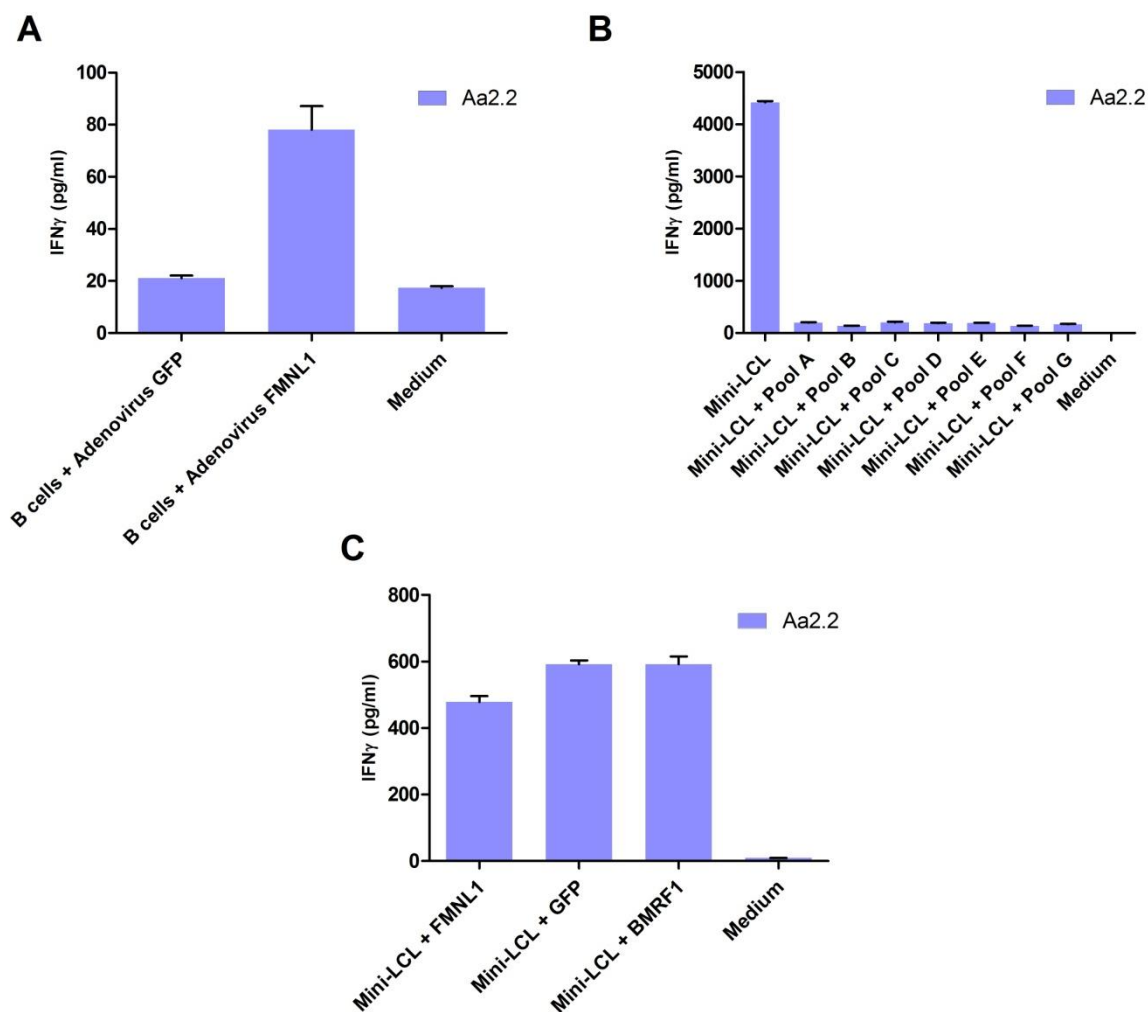 A
100
80
60
40
20
0
IFNγ (pg/ml)
Aa2.2
B cells + Adenovirus GFP
B cells + Adenovirus FMNL1
Medium
B
5000
4000
3000
2000
1000
0
IFNγ (pg/ml)
Aa2.2
Mini-LCL
Mini-LCL + Pool A
Mini-LCL + Pool B
Mini-LCL + Pool C
Mini-LCL + Pool D
Mini-LCL + Pool E
Mini-LCL + Pool F
Mini-LCL + Pool G
Medium
C
800
600
400
200
0
IFNγ (pg/ml)
Aa2.2
Mini-LCL + FMNL1
Mini-LCL + GFP
Mini-LCL + BMRF1
Medium